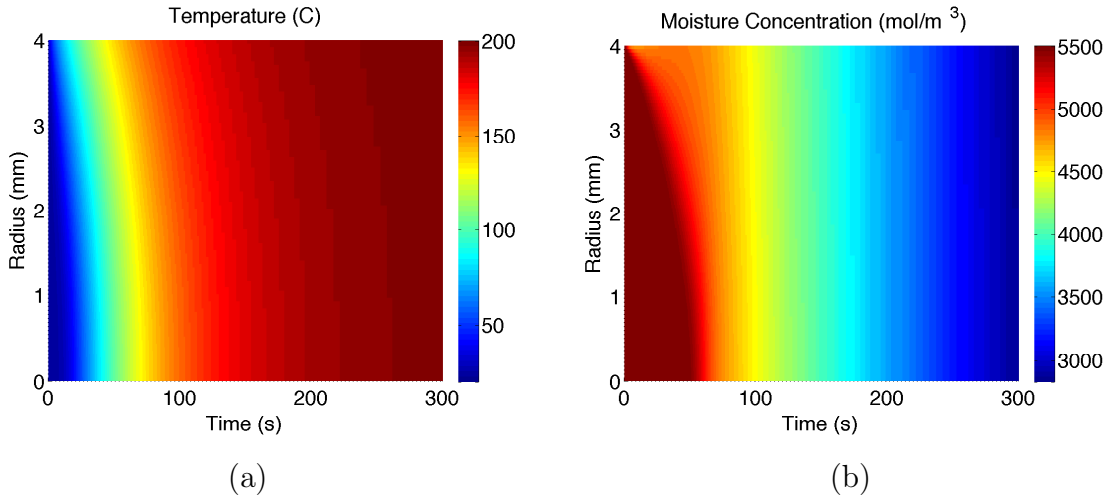 Temperature (C)
4
3
2
1
0
Radius (mm)
0 100 200 300
Time (s)
200
150
100
50
(a)
Moisture Concentration (mol/m ³)
4
3
2
1
0
Radius (mm)
0 100 200 300
Time (s)
5500
5000
4500
4000
3500
3000
(b)